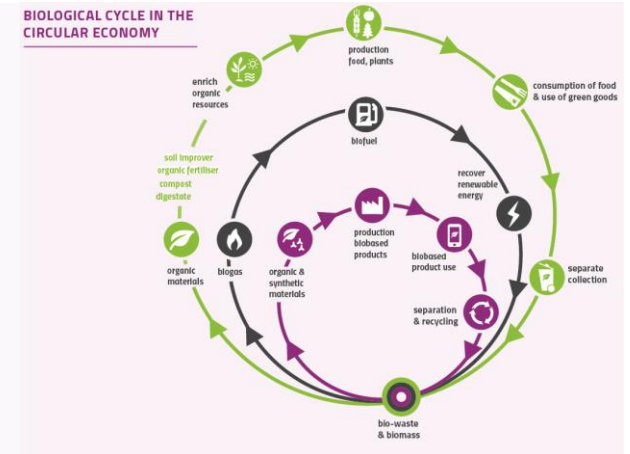 BIOLOGICAL CYCLE IN THE
CIRCULAR ECONOMY
production
food, plants
enrich
organic
resources
consumption of food
& use of green goods
biofuel
soil improver
organic fertiliser
compost
digestate
recover
renewable
energy
production
biobased
products
biobased
product use
organic
materials
biogas
organic &
synthetic
materials
separate
collection
separation
& recycling
bio-waste
& biomass